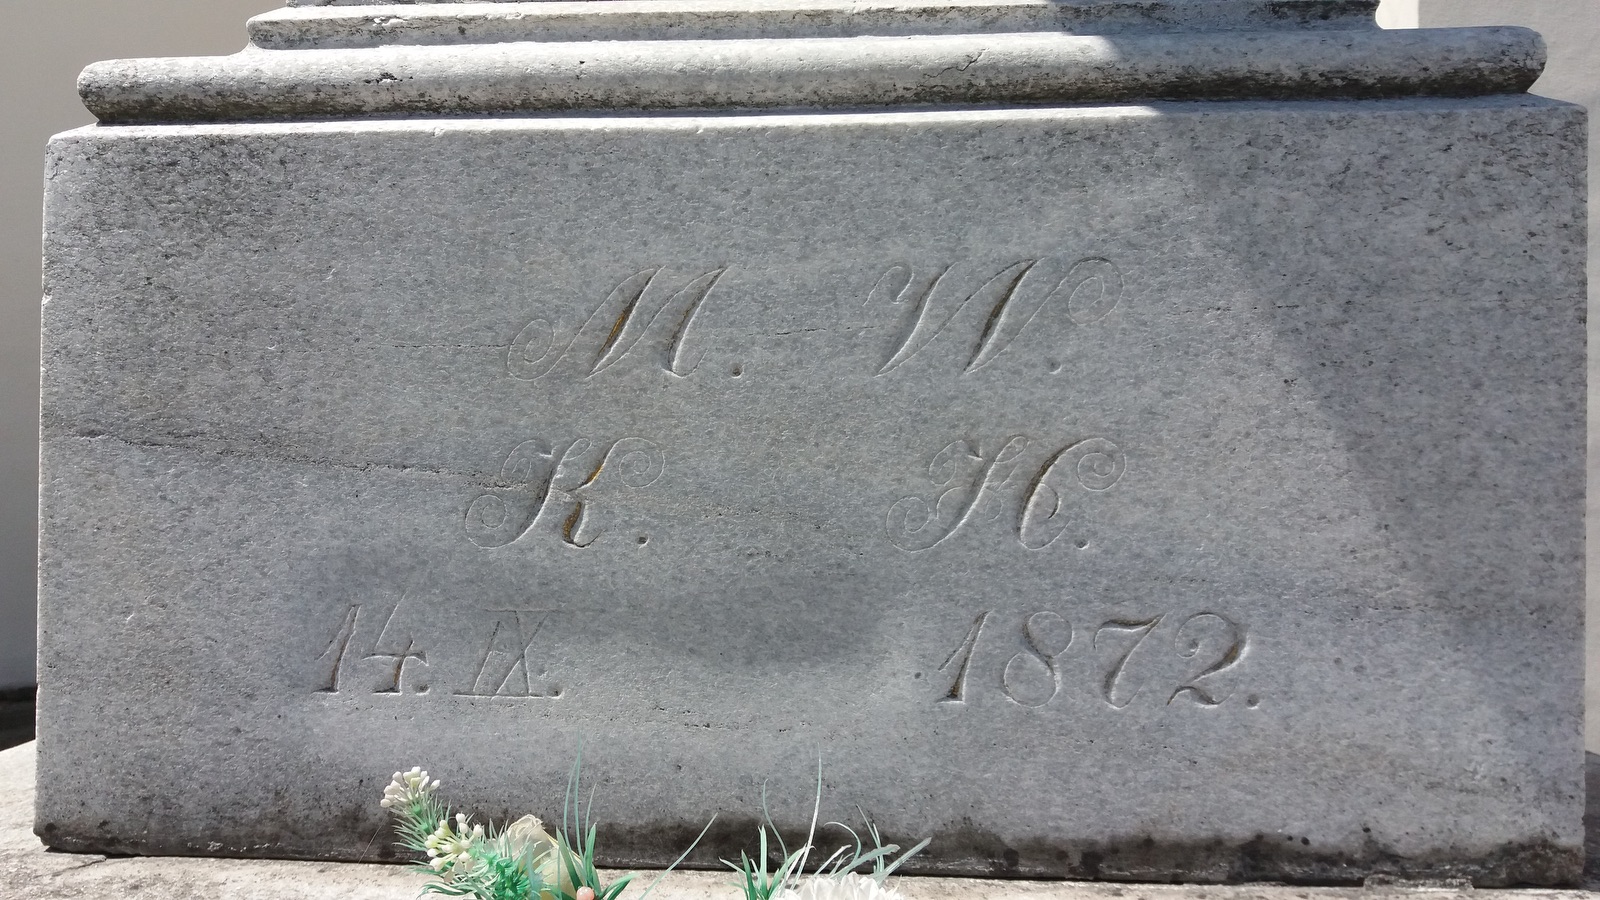 M. W.
K. H.
14. IX. 1872.